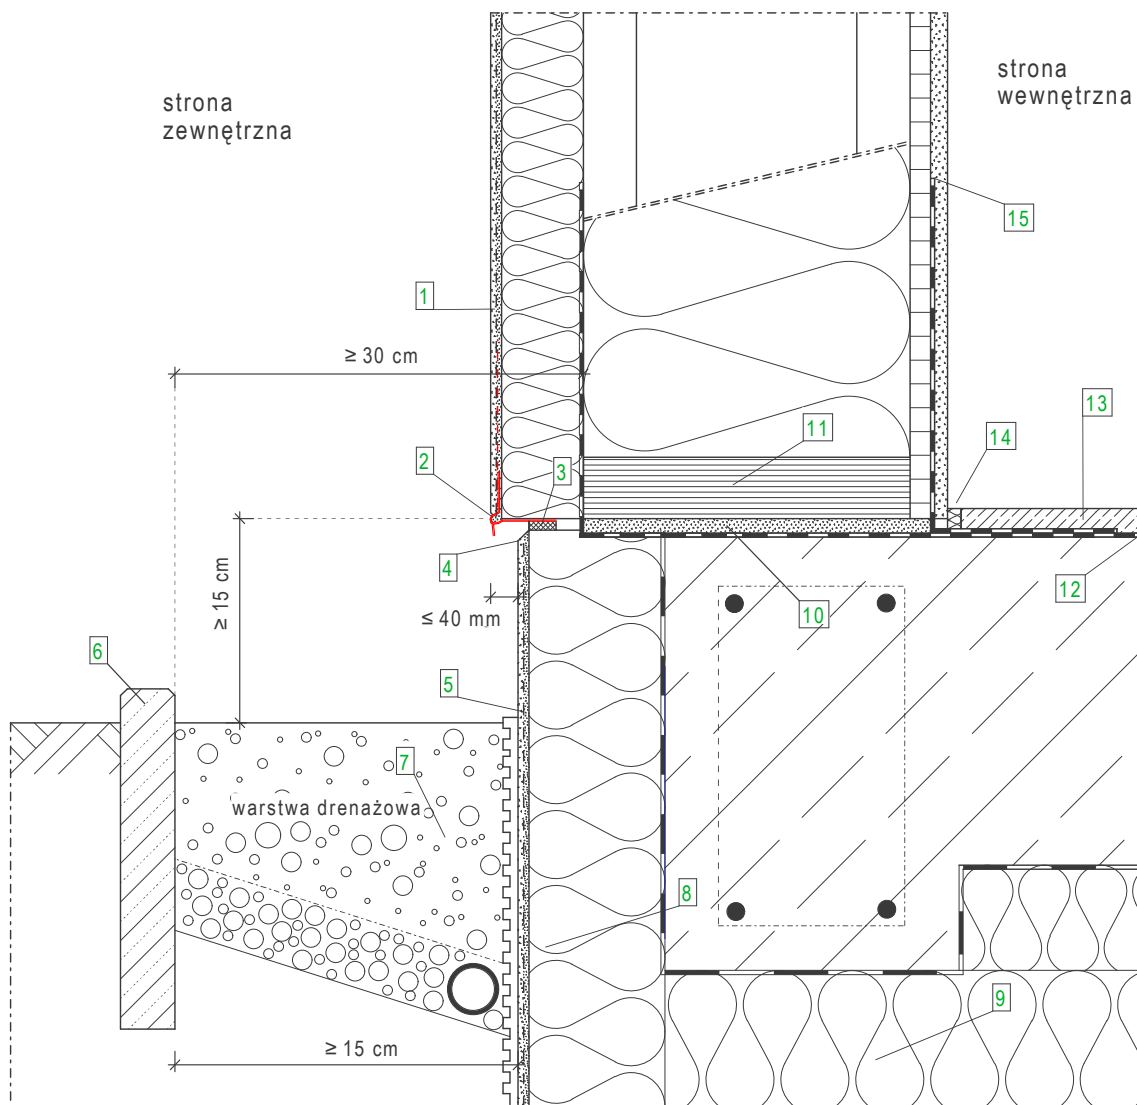 strona
zewnętrzna
strona
wewnętrzna
15
1
≥ 30 cm
13
11
14
2
3
4
≥ 15 cm
12
10
≤ 40 mm
6
5
7
warstwa drenażowa
8
9
≥ 15 cm